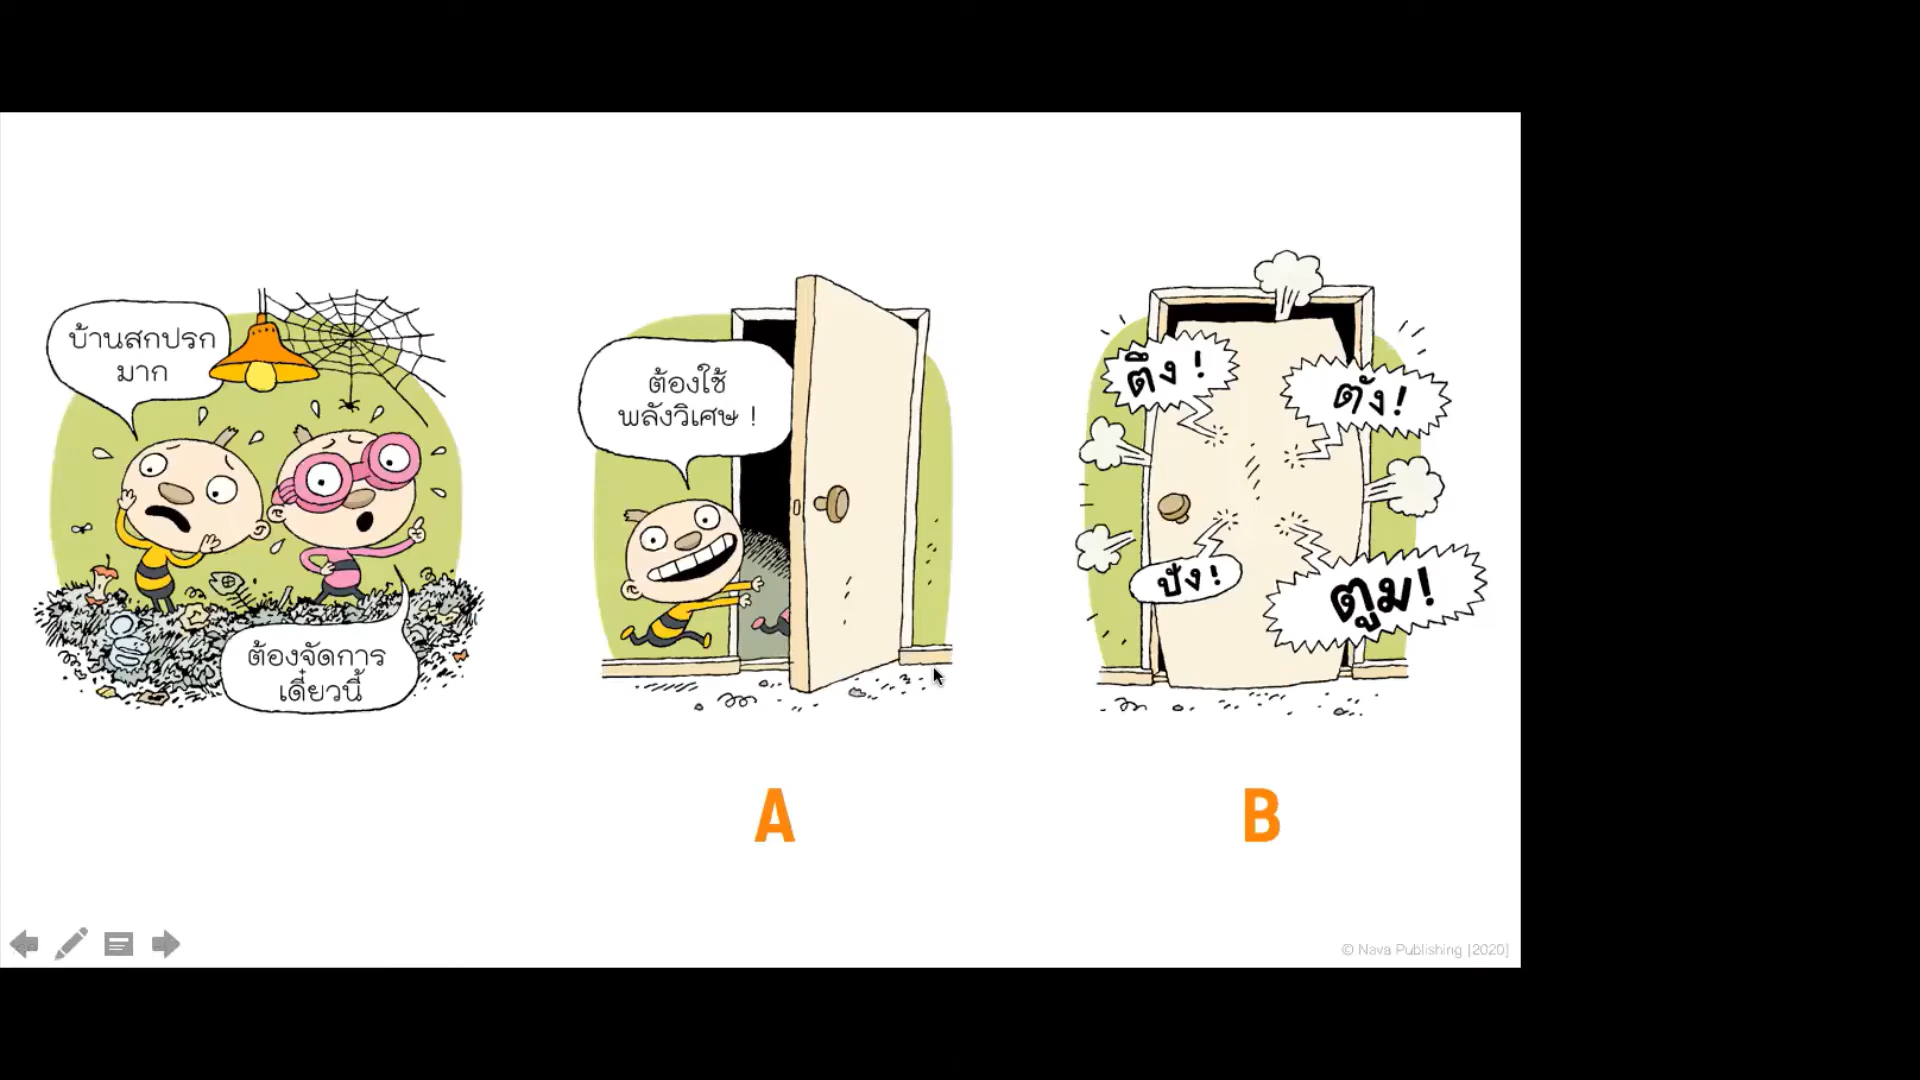 บ้านสกปรก
มาก
ต้องจัดการ
เดี๋ยวนี้
ต้องใช้
พลังวิเศษ !
ตึง !
ตัง!
ปัง!
ตูม!
A
B
© Nava Publishing [2020]